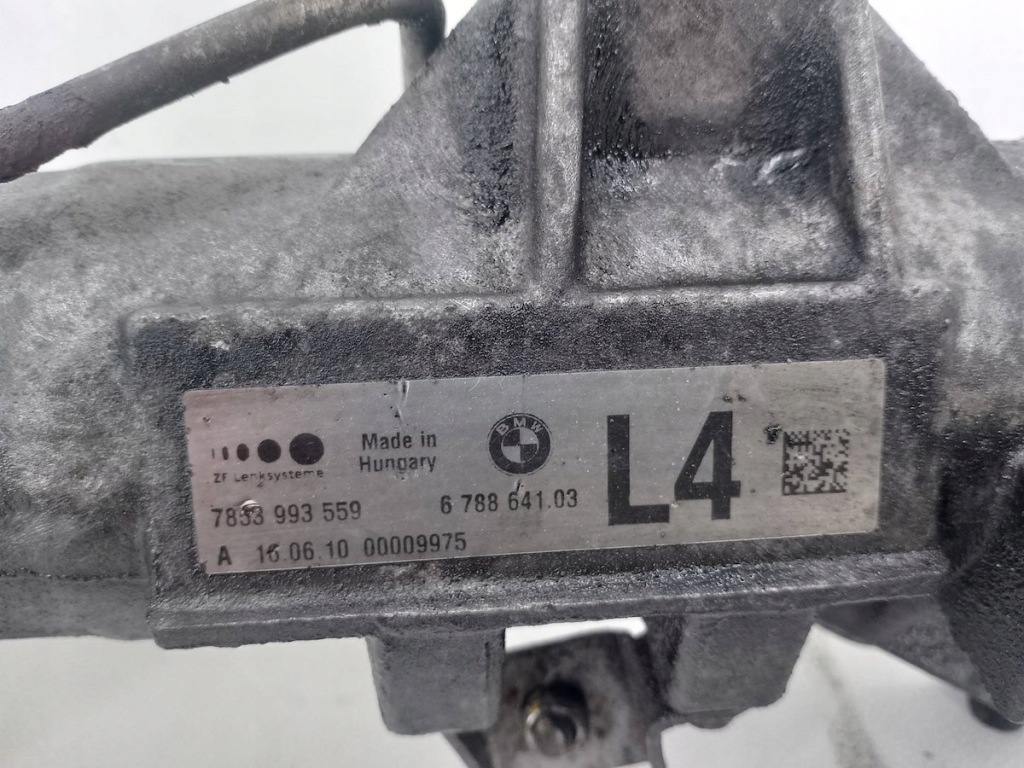 ZF Lenksysteme
Made in
Hungary
BMW
L4
7833 993 559
6 788 641.03
A 16.06.10 00009975